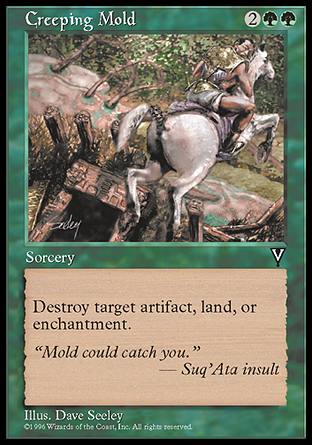 Creeping Mold 2
Seeley
V
Sorcery
Destroy target artifact, land, or
enchantment.
“Mold could catch you.”
— Suq’Ata insult
Illus. Dave Seeley
©1996 Wizards of the Coast, Inc. All rights reserved.